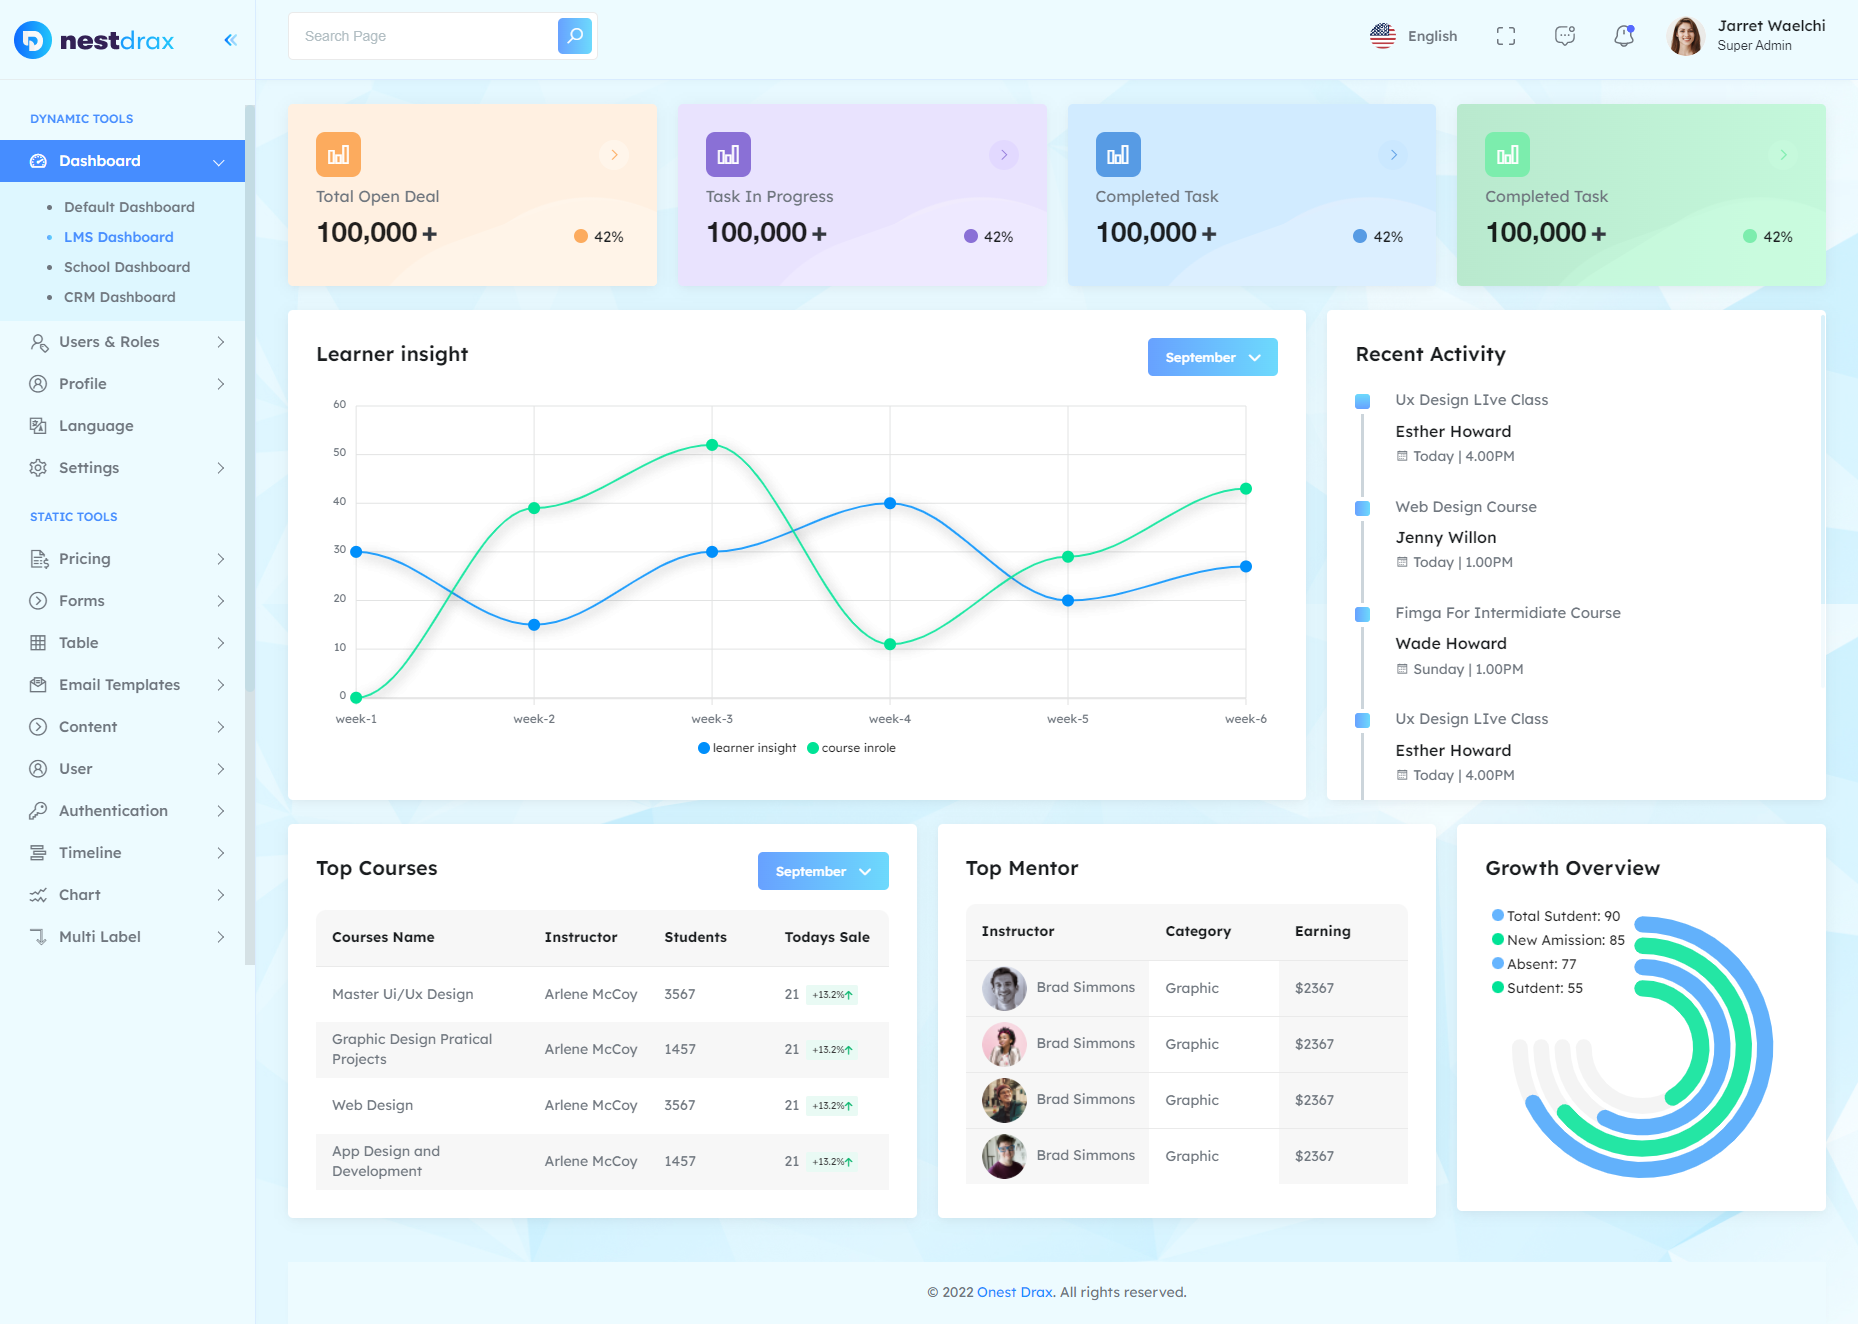 nestdrax
Search Page
English
Jarret Waelchi
Super Admin
DYNAMIC TOOLS
Dashboard
Default Dashboard
LMS Dashboard
School Dashboard
CRM Dashboard
Users & Roles
Profile
Language
Settings
STATIC TOOLS
Pricing
Forms
Table
Email Templates
Content
User
Authentication
Timeline
Chart
Multi Label
Total Open Deal
100,000 +
42%
Task In Progress
100,000 +
42%
Completed Task
100,000 +
42%
Completed Task
100,000 +
42%
Learner insight
September
60
50
40
30
20
10
0
week-1 week-2 week-3 week-4 week-5 week-6
learner insight course inrole
Recent Activity
Ux Design LIve Class
Esther Howard
Today | 4.00PM
Web Design Course
Jenny Willon
Today | 1.00PM
Fimga For Intermidiate Course
Wade Howard
Sunday | 1.00PM
Ux Design LIve Class
Esther Howard
Today | 4.00PM
Top Courses
September
Courses Name Instructor Students Todays Sale
Master Ui/Ux Design Arlene McCoy 3567 21 +13.2%
Graphic Design Pratical
Projects
Arlene McCoy 1457 21 +13.2%
Web Design Arlene McCoy 3567 21 +13.2%
App Design and
Development
Arlene McCoy 1457 21 +13.2%
Top Mentor
Instructor Category Earning
Brad Simmons Graphic $2367
Brad Simmons Graphic $2367
Brad Simmons Graphic $2367
Brad Simmons Graphic $2367
Growth Overview
Total Sutdent: 90
New Amission: 85
Absent: 77
Sutdent: 55
© 2022 Onest Drax. All rights reserved.